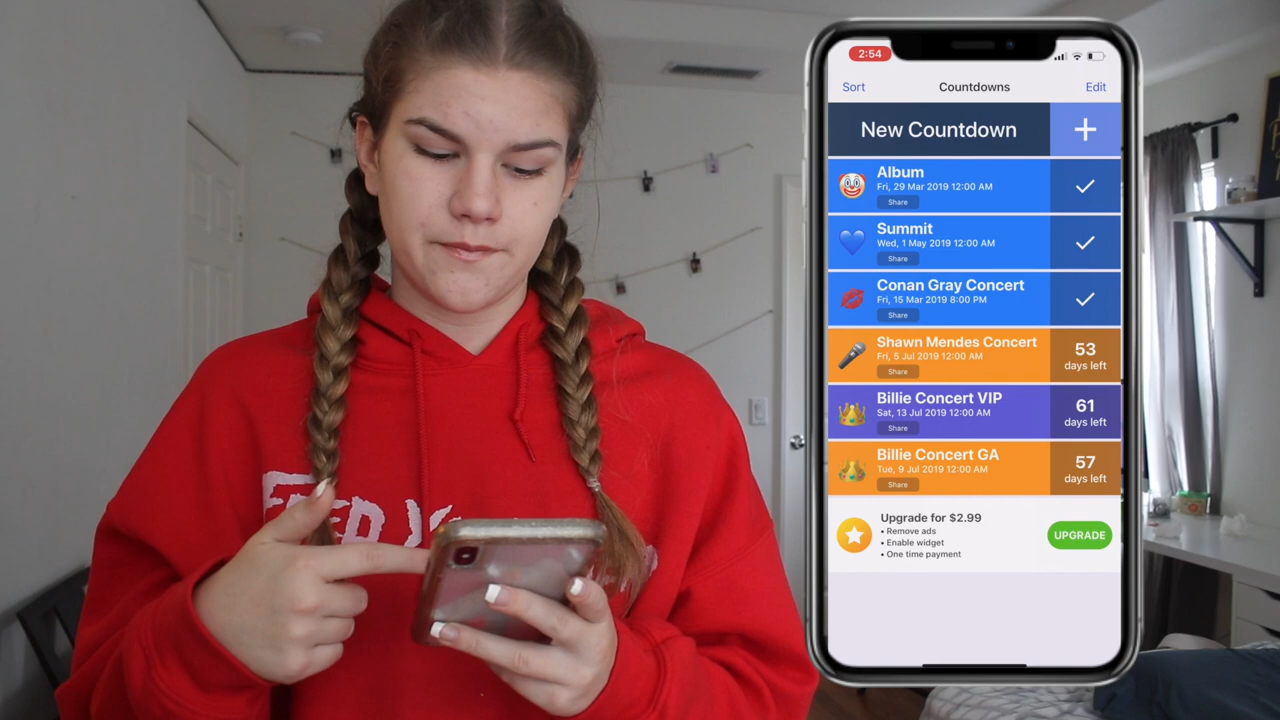 2:54
Sort
Countdowns
Edit
New Countdown
+
Album
Fri, 29 Mar 2019 12:00 AM
Share
Summit
Wed, 1 May 2019 12:00 AM
Share
Conan Gray Concert
Fri, 15 Mar 2019 8:00 PM
Share
Shawn Mendes Concert
Fri, 5 Jul 2019 12:00 AM
Share
53
days left
Billie Concert VIP
Sat, 13 Jul 2019 12:00 AM
Share
61
days left
Billie Concert GA
Tue, 9 Jul 2019 12:00 AM
Share
57
days left
Upgrade for $2.99
• Remove ads
• Enable widget
• One time payment
UPGRADE